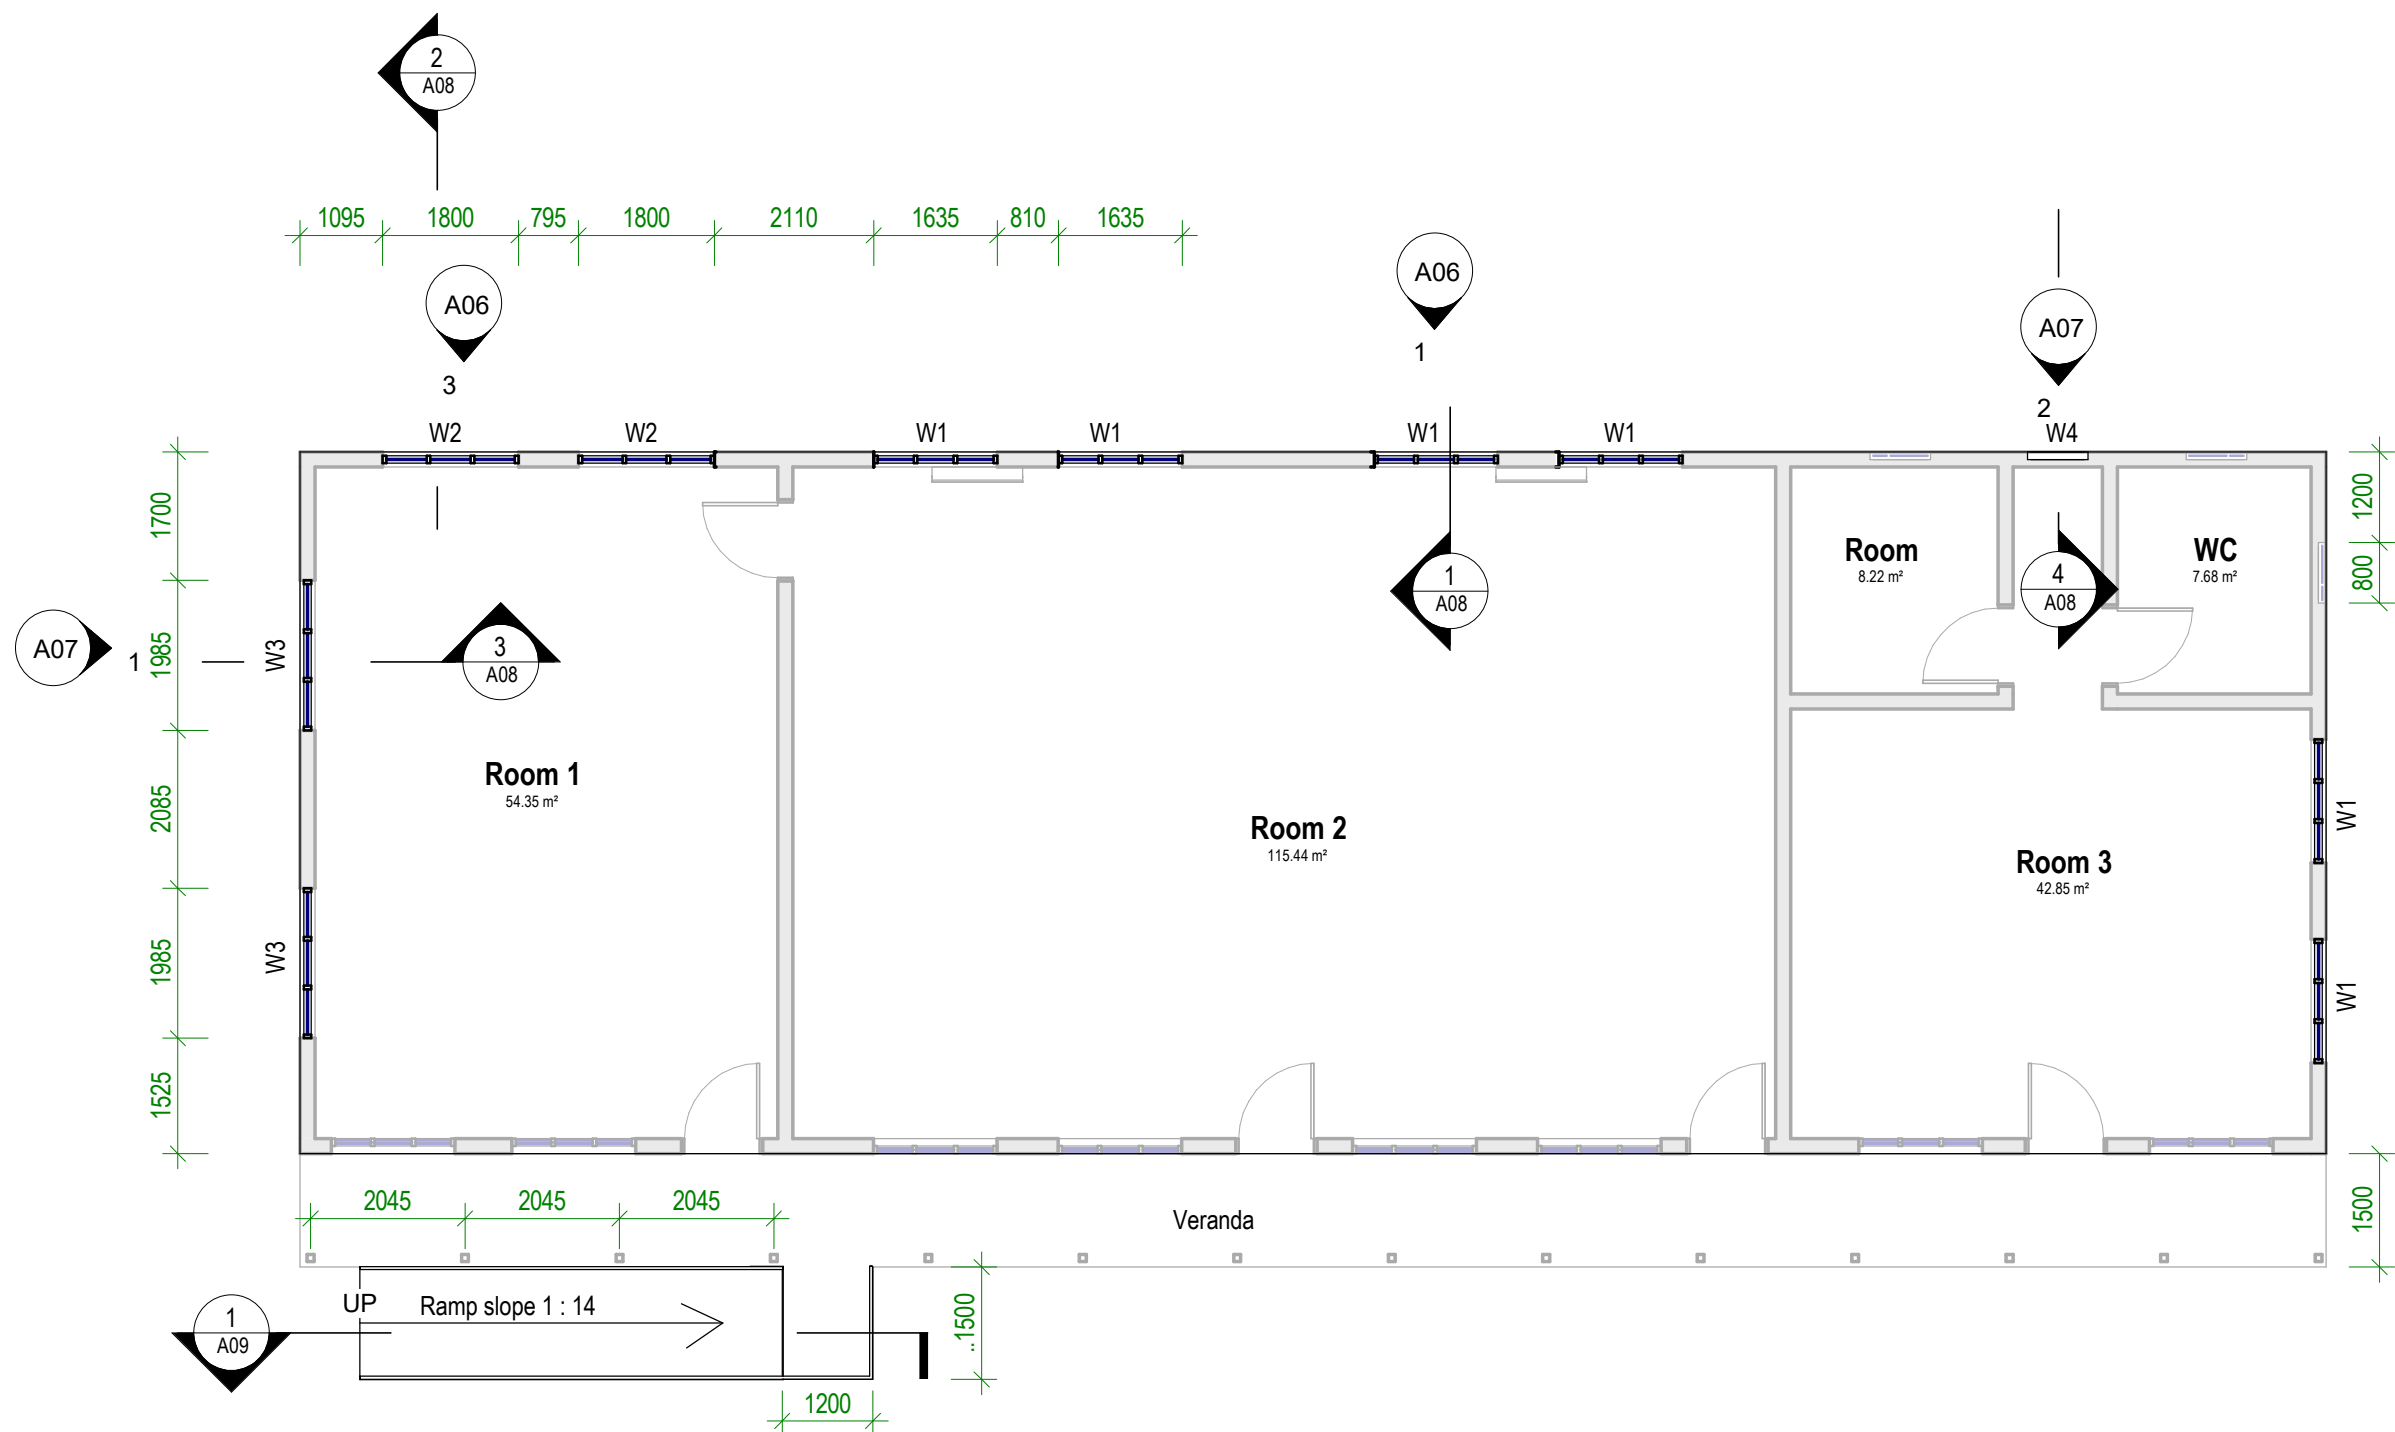 2
A08
1095 1800 795 1800 2110 1635 810 1635
A06
3
A06
1
A07
2
W2 W2 W1 W1 W1 W1 W4
1700
1985
2085
1985
1525
A07
1
W3
W3
3
A08
1
A08
4
A08
Room
8.22 m²
WC
7.68 m²
1200
800
Room 1
54.35 m²
Room 2
115.44 m²
Room 3
42.85 m²
W1
W1
2045 2045 2045
Veranda
1500
UP
Ramp slope 1 : 14
1
A09
..1500
1200